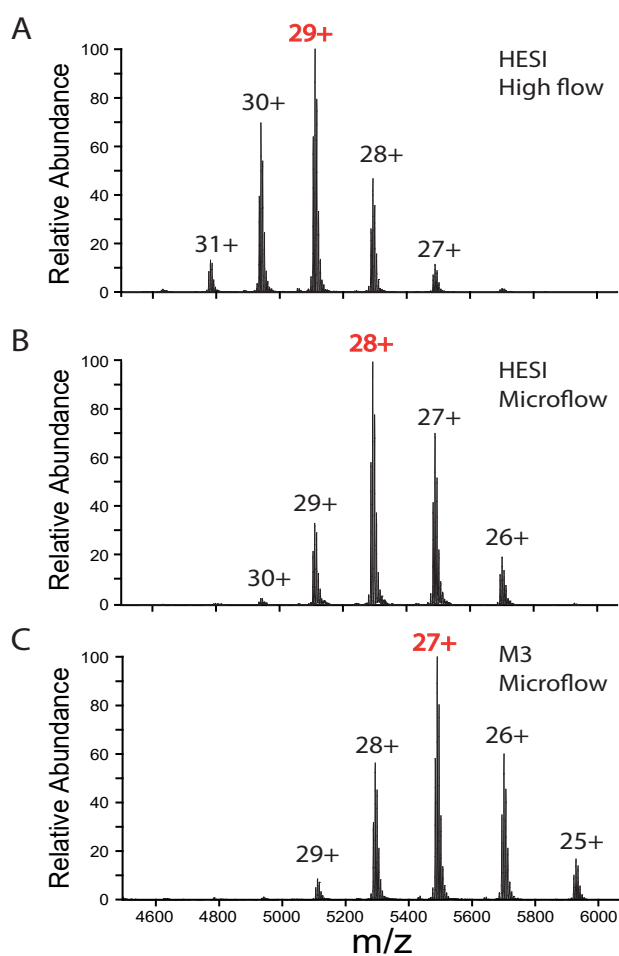 A
29+
HESI
High flow
30+
28+
31+
27+
Relative Abundance
100
80
60
40
20
0
B
28+
HESI
Microflow
27+
29+
26+
30+
Relative Abundance
100
80
60
40
20
0
C
27+
M3
Microflow
28+
26+
29+
25+
Relative Abundance
100
80
60
40
20
0
4600 4800 5000 5200 5400 5600 5800 6000
m/z